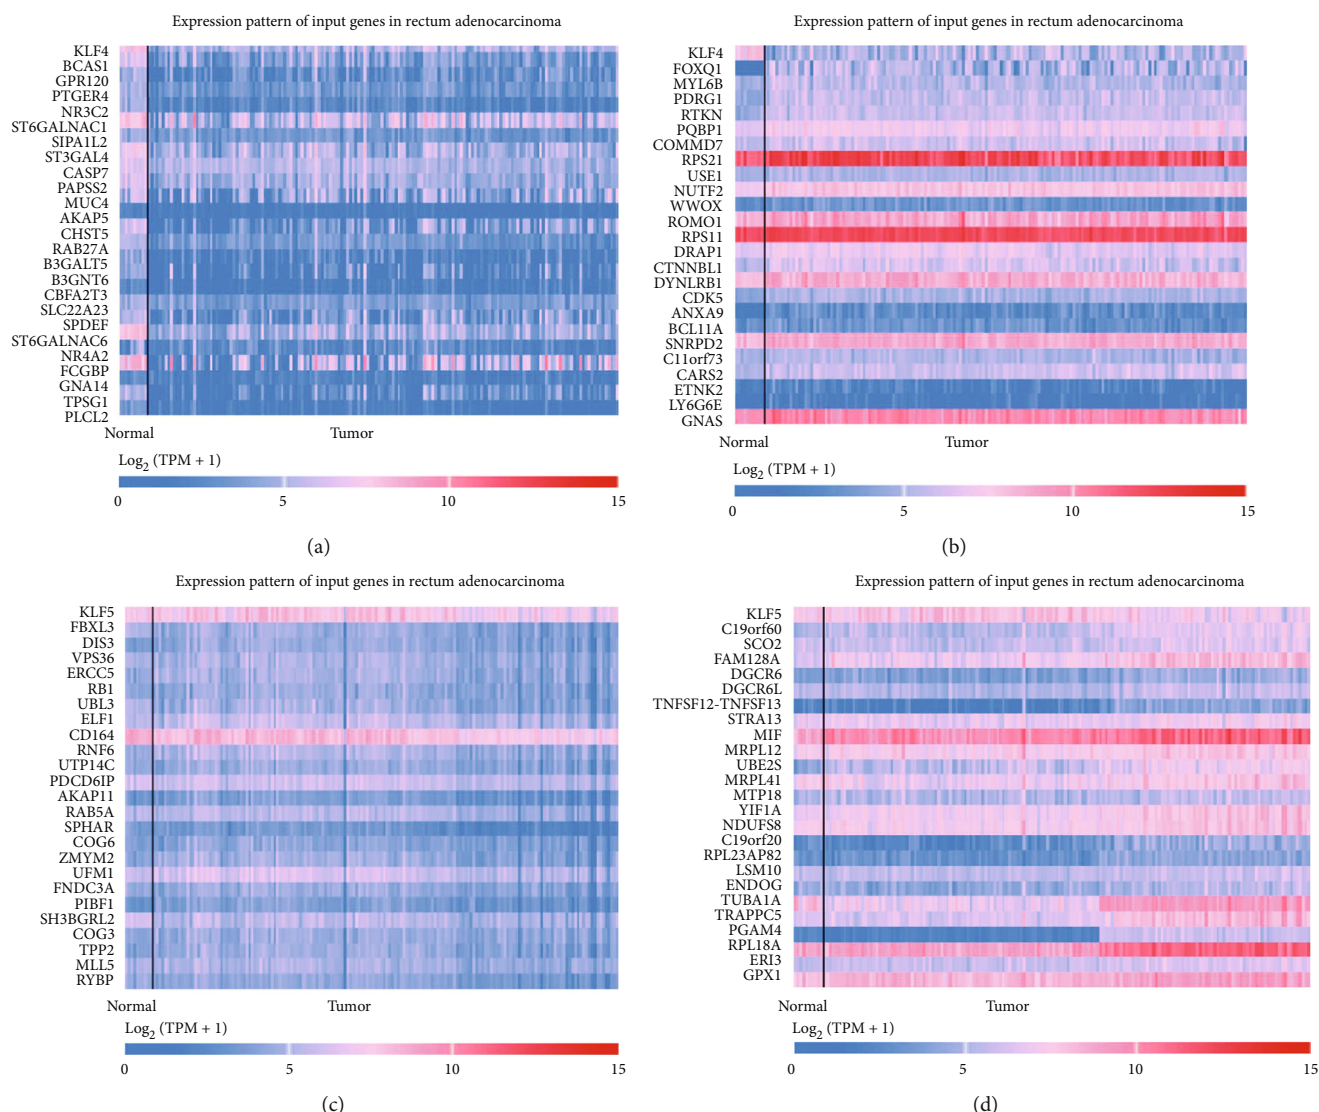 Expression pattern of input genes in rectum adenocarcinoma
KLF4
BCAS1
GPR120
PTGER4
NR3C2
ST6GALNAC1
SIPA1L2
ST3GAL4
CASP7
PAPSS2
MUC4
AKAP5
CHST5
RAB27A
B3GALT5
B3GNT6
CBFA2T3
SLC22A23
SPDEF
ST6GALNAC6
NR4A2
FCGBP
GNA14
TPSG1
PLCL2
Normal Tumor
Log2 (TPM + 1)
0 5 10 15
(a)
Expression pattern of input genes in rectum adenocarcinoma
KLF4
FOXQ1
MYL6B
PDRG1
RTKN
PQBP1
COMMD7
RPS21
USE1
NUTF2
WWOX
ROMO1
RPS11
DRAP1
CTNNBL1
DYNLRB1
CDK5
ANXA9
BCL11A
SNRPD2
C11orf73
CARS2
ETNK2
LY6G6E
GNAS
Normal Tumor
Log2 (TPM + 1)
0 5 10 15
(b)
Expression pattern of input genes in rectum adenocarcinoma
KLF5
FBXL3
DIS3
VPS36
ERCC5
RB1
UBL3
ELF1
CD164
RNF6
UTP14C
PDCD6IP
AKAP11
RAB5A
SPHAR
COG6
ZMYM2
UFM1
FNDC3A
PIBF1
SH3BGRL2
COG3
TPP2
MLL5
RYBP
Normal Tumor
Log2 (TPM + 1)
0 5 10 15
(c)
Expression pattern of input genes in rectum adenocarcinoma
KLF5
C19orf60
SCO2
FAM128A
DGCR6
DGCR6L
TNFSF12-TNFSF13
STRA13
MIF
MRPL12
UBE2S
MRPL41
MTP18
YIF1A
NDUFS8
C19orf20
RPL23AP82
LSM10
ENDOG
TUBA1A
TRAPPC5
PGAM4
RPL18A
ERI3
GPX1
Normal Tumor
Log2 (TPM + 1)
0 5 10 15
(d)